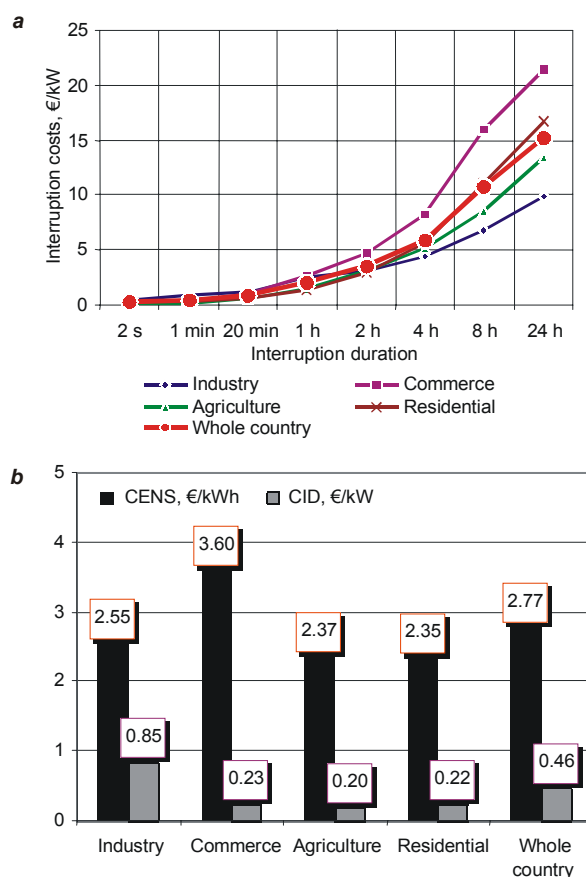 a
Interruption costs, €/kW
25
20
15
10
5
0
2 s 1 min 20 min 1 h 2 h 4 h 8 h 24 h
Interruption duration
Industry Commerce
Agriculture Residential
Whole country
b
5
4
3
2
1
0
CENS, €/kWh CID, €/kW
2.55 0.85 3.60 0.23 2.37 0.20 2.35 0.22 2.77 0.46
Industry Commerce Agriculture Residential Whole
country